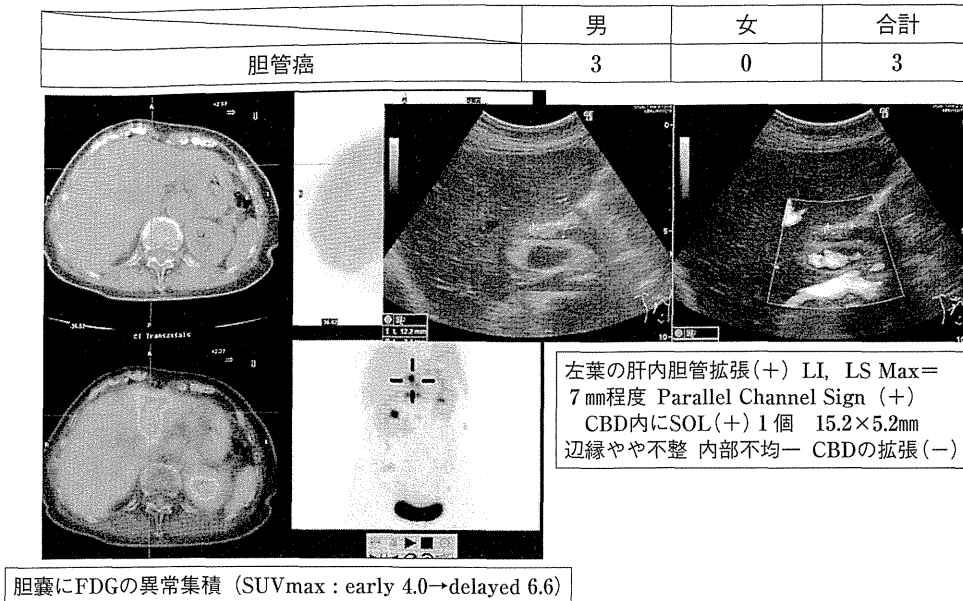 男 女 合計
胆管癌 3 0 3
CT Transaxials
左葉の肝内胆管拡張(+) LI, LS Max=
7㎜程度 Parallel Channel Sign (+)
CBD内にSOL(+) 1個 15.2×5.2mm
辺縁やや不整 内部不均一 CBDの拡張(−)
胆嚢にFDGの異常集積 (SUVmax : early 4.0→delayed 6.6)